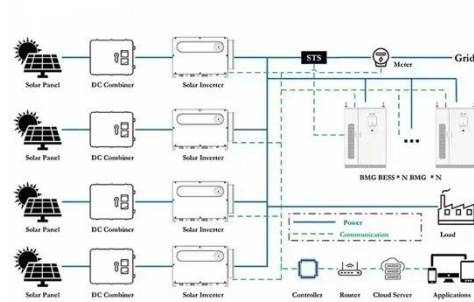 STS
Meter
Grid
Solar Panel DC Combiner Solar Inverter
Solar Panel DC Combiner Solar Inverter
BMG BESS * N BMG * N
Solar Panel DC Combiner Solar Inverter
Power
Communication
Load
Solar Panel DC Combiner Solar Inverter
Controller Router Cloud Server Application